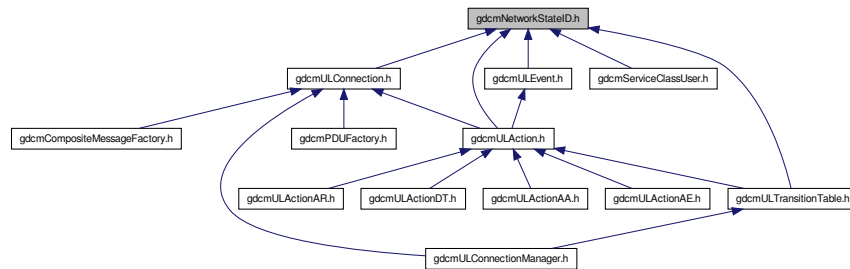 gdcmNetworkStateID.h
gdcmULConnection.h
gdcmULEvent.h
gdcmServiceClassUser.h
gdcmCompositeMessageFactory.h
gdcmPDUFactory.h
gdcmULAction.h
gdcmULActionAR.h
gdcmULActionDT.h
gdcmULActionAA.h
gdcmULActionAE.h
gdcmULTransitionTable.h
gdcmULConnectionManager.h